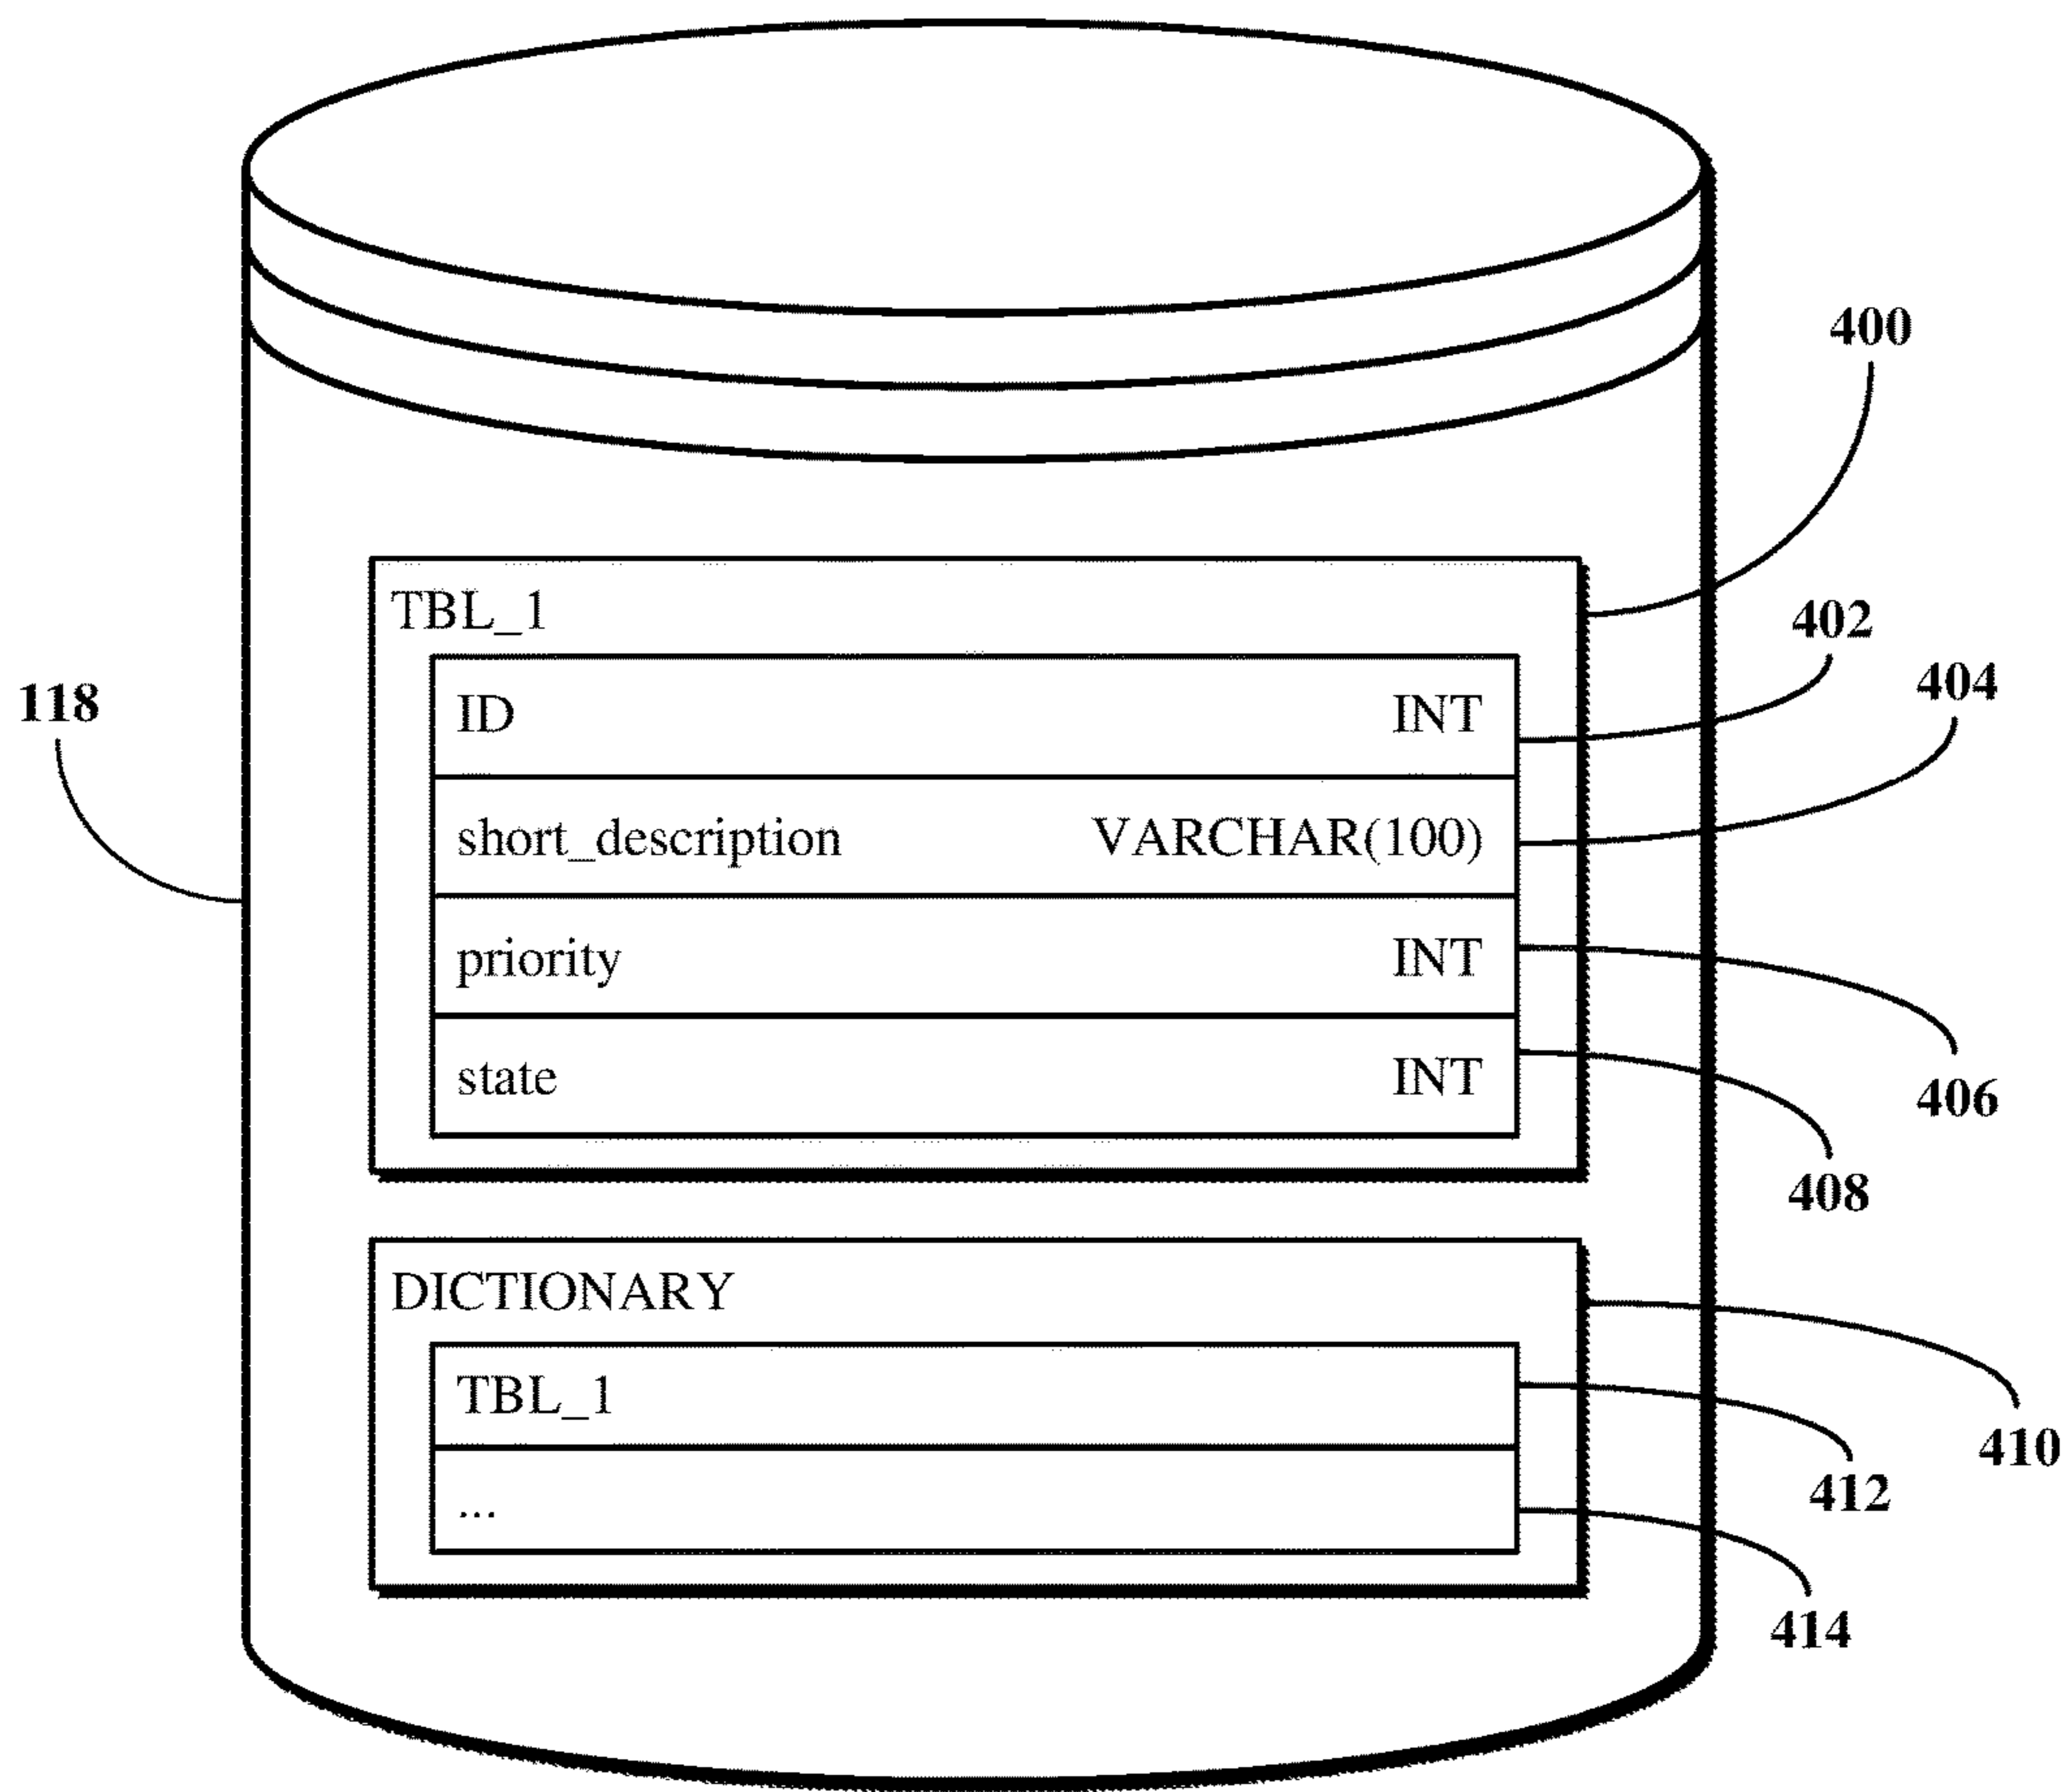 400
TBL_1
402
ID INT
404
118
short_description VARCHAR(100)
priority INT
406
state INT
408
DICTIONARY
TBL_1
410
412
...
414